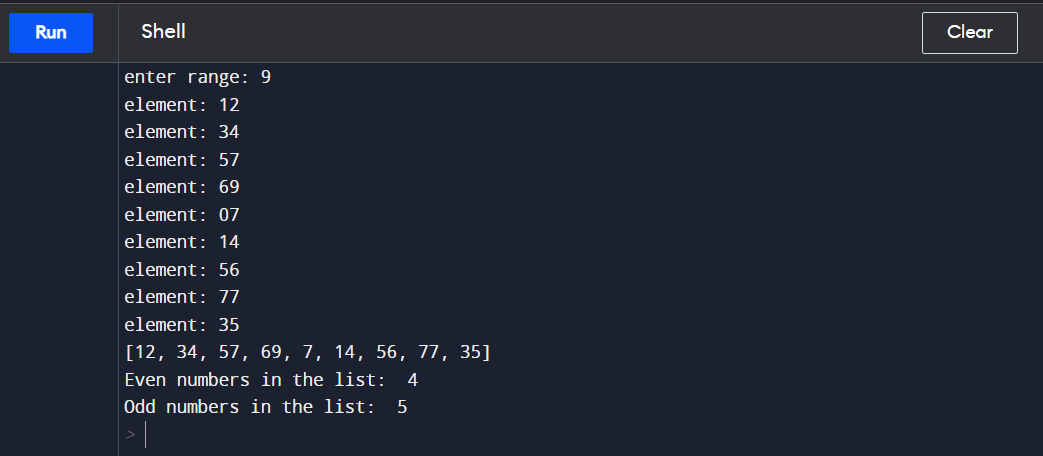 Run Shell Clear
enter range: 9
element: 12
element: 34
element: 57
element: 69
element: 07
element: 14
element: 56
element: 77
element: 35
[12, 34, 57, 69, 7, 14, 56, 77, 35]
Even numbers in the list:  4
Odd numbers in the list:  5
>